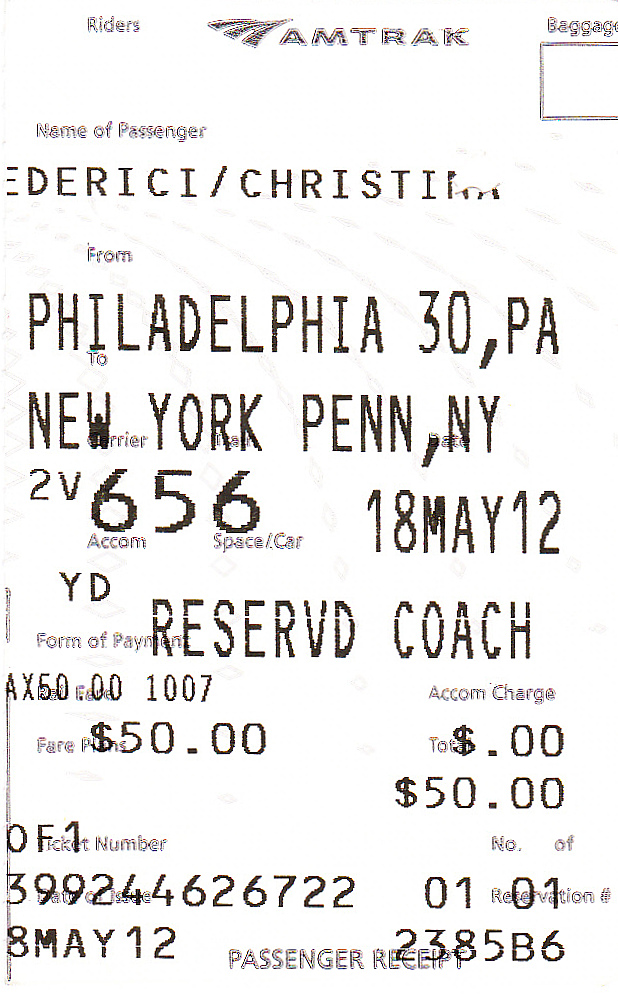 Riders AMTRAK Baggage
Name of Passenger
EDERICI/CHRISTI
From
PHILADELPHIA 30,PA
To
NEW YORK PENN,NY
Carrier Train Date
2V 656 18MAY12
Accom Space/Car
YD RESERVD COACH
Form of Payment
AX50.00 1007
Rail Fare Accom Charge
$50.00 $.00
Fare Plans Total
$50.00
OF1
Ticket Number No. of
399244626722 01 01
Date of Issue Reservation #
8MAY12 2385B6
PASSENGER RECEIPT